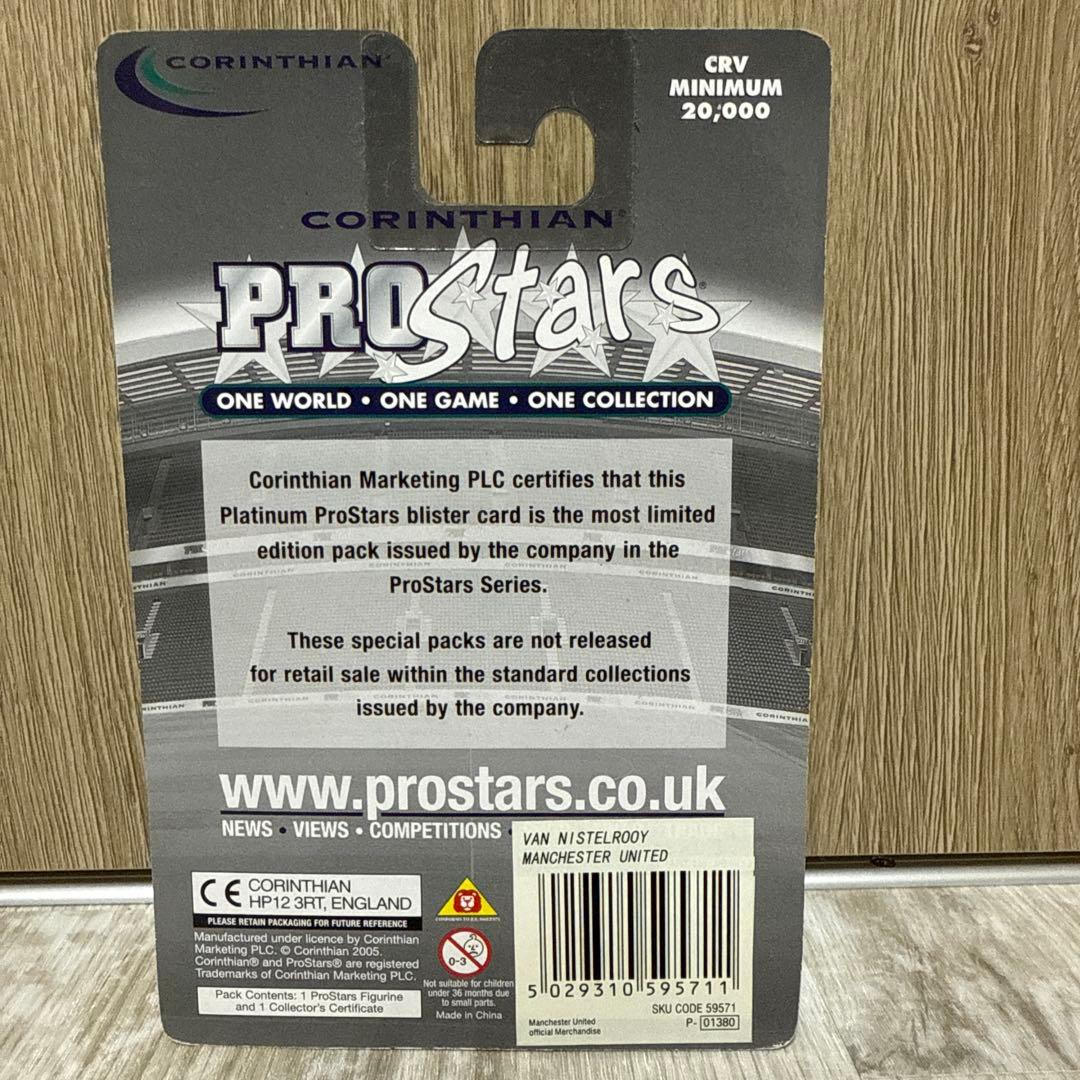 CORINTHIAN®
CRV
MINIMUM
20,000
CORINTHIAN®
PROStars®
ONE WORLD • ONE GAME • ONE COLLECTION
Corinthian Marketing PLC certifies that this
Platinum ProStars blister card is the most limited
edition pack issued by the company in the
ProStars Series.
These special packs are not released
for retail sale within the standard collections
issued by the company.
www.prostars.co.uk
NEWS • VIEWS • COMPETITIONS •
VAN NISTELROOY
MANCHESTER UNITED
CE CORINTHIAN
HP12 3RT, ENGLAND
PLEASE RETAIN PACKAGING FOR FUTURE REFERENCE
Manufactured under licence by Corinthian
Marketing PLC. © Corinthian 2005.
Corinthian® and ProStars® are registered
Trademarks of Corinthian Marketing PLC.
Pack Contents: 1 ProStars Figurine
and 1 Collector's Certificate
0-3
Not suitable for children
under 36 months due
to small parts.
Made in China
5 029310 595711
SKU CODE 59571
P- 01380
Manchester United
official Merchandise